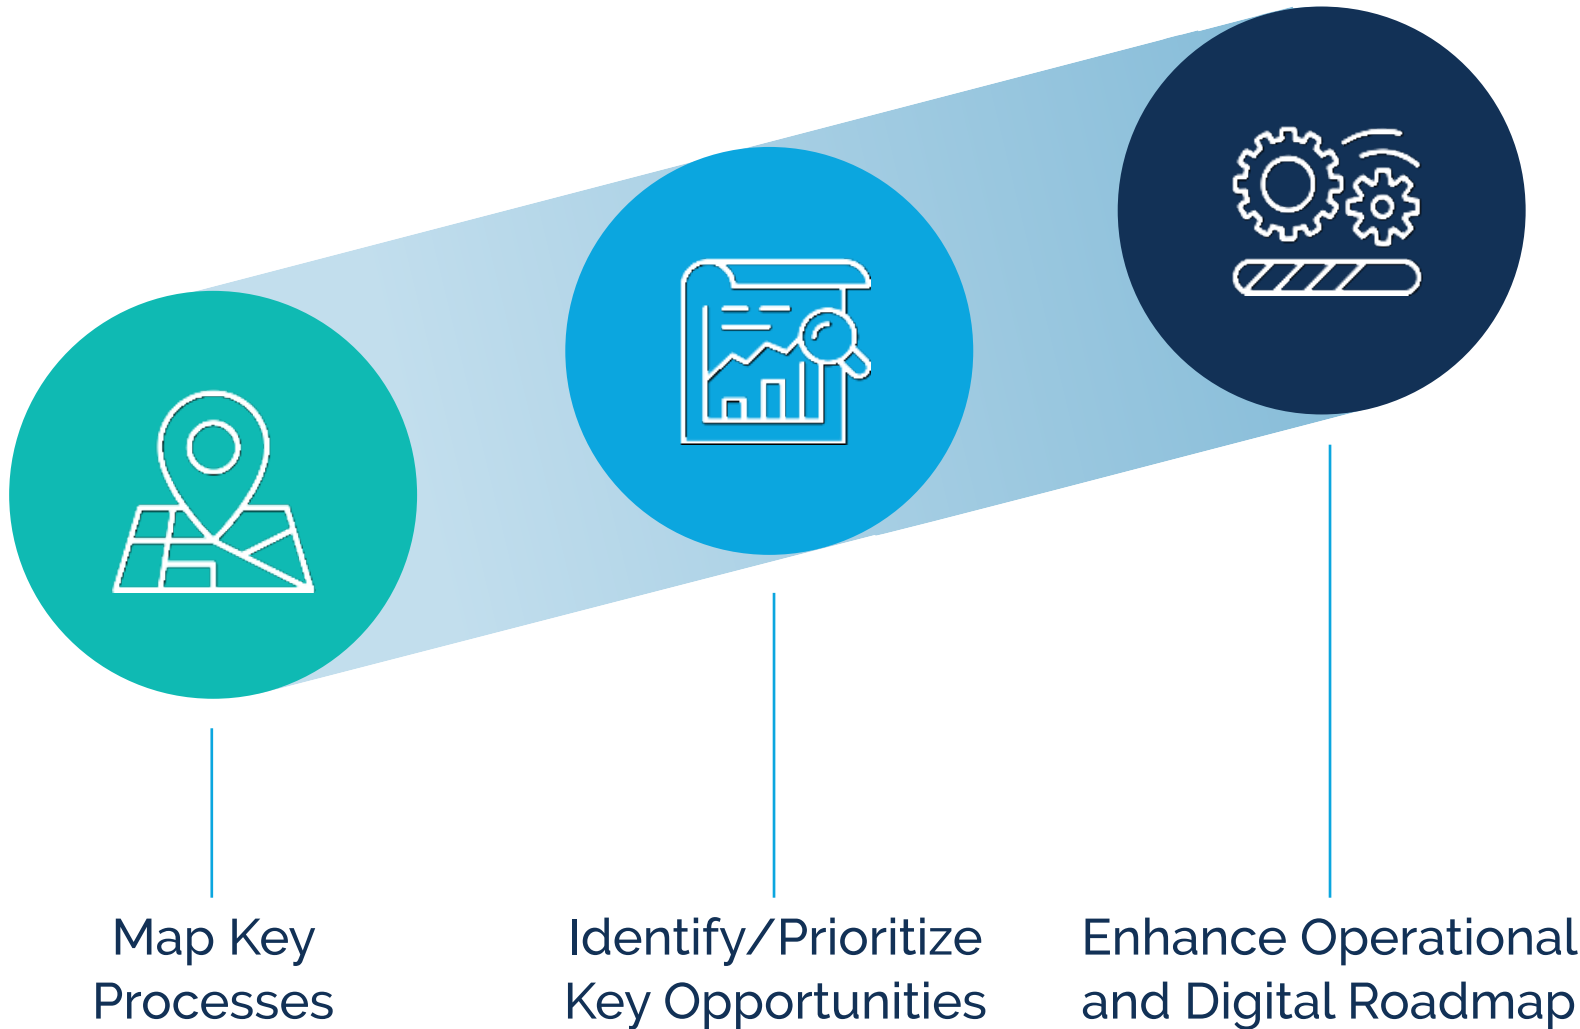 Map Key
Processes
Identify/Prioritize
Key Opportunities
Enhance Operational
and Digital Roadmap